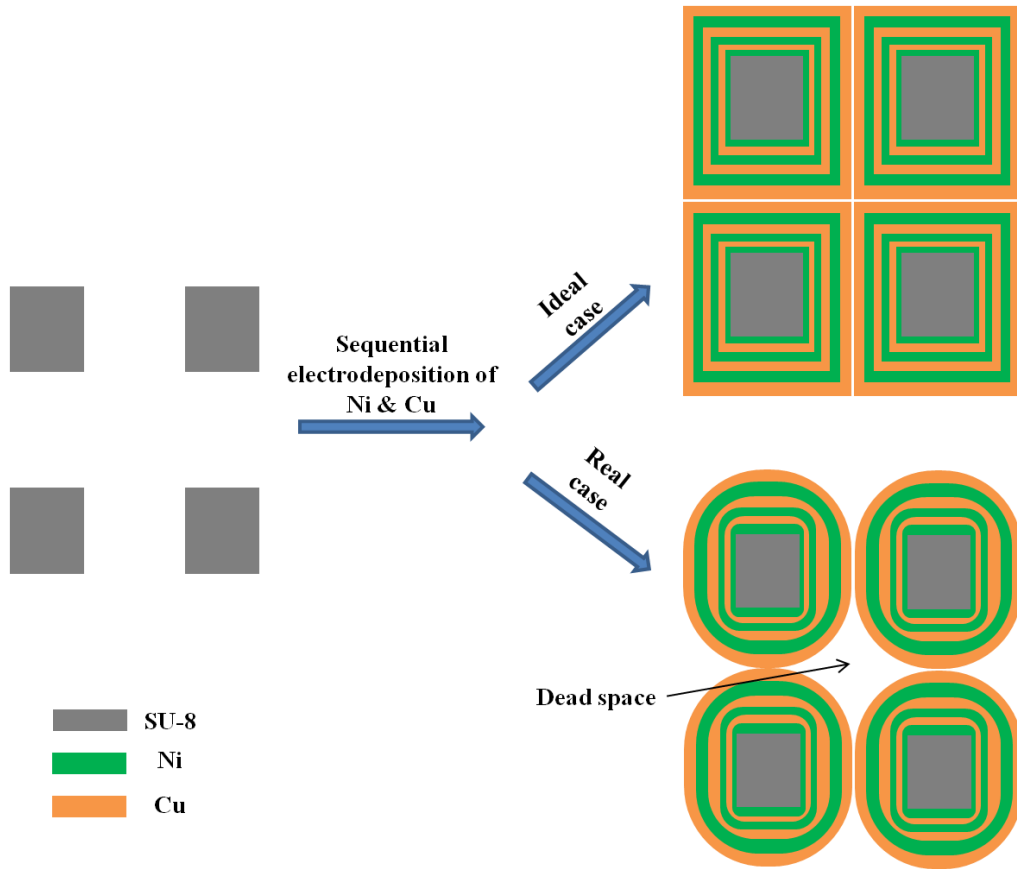 Sequential
electrodeposition of
Ni & Cu
Ideal
case
Real
case
Dead space
SU-8
Ni
Cu